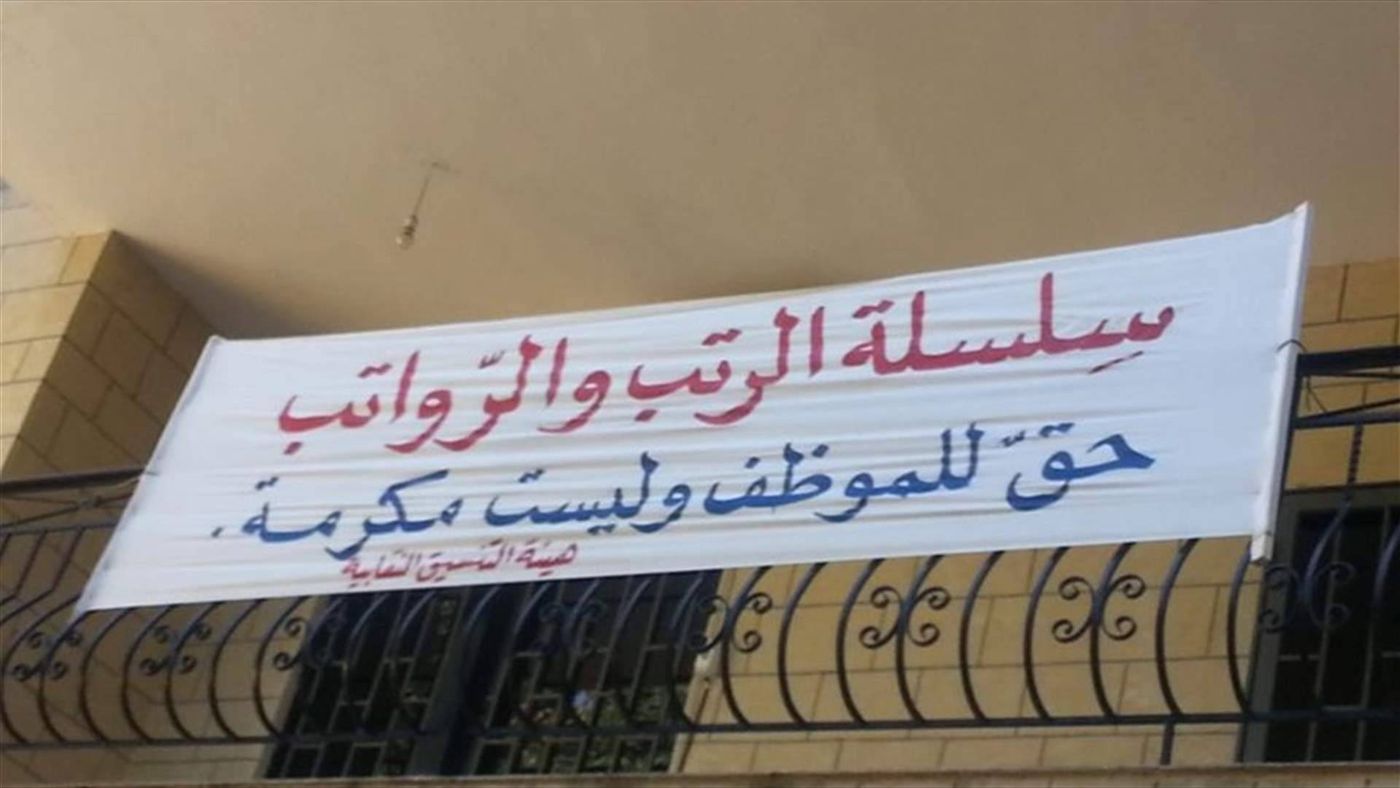 سِلسلة الرتب والرّواتب
حقّ للموظف وليست مكرمة.
هيئة التنسيق النقابية